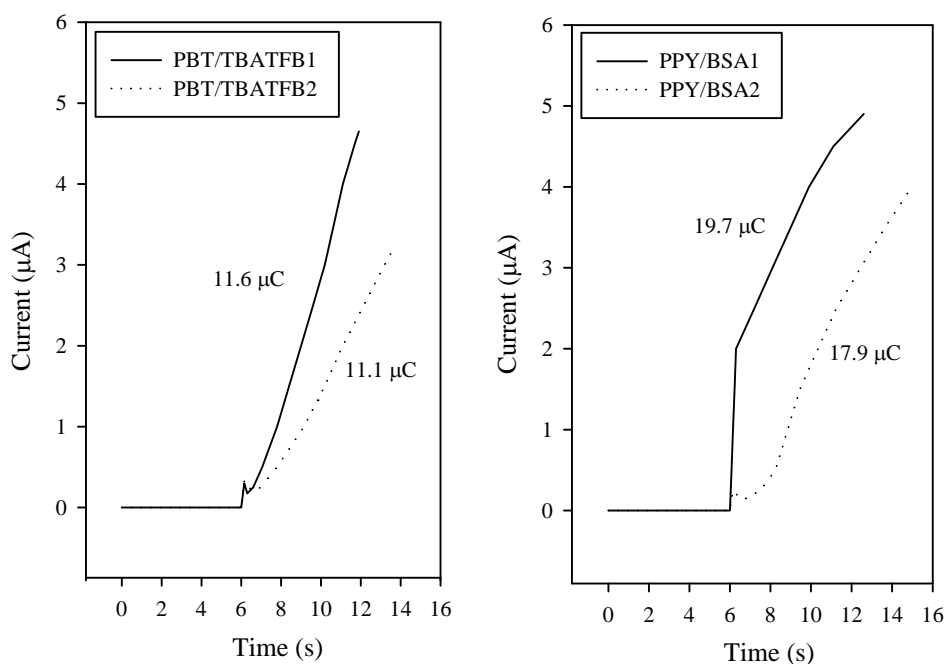 6
5
4
3
2
1
0
Current (μA)
PBT/TBATFB1
PBT/TBATFB2
11.6 μC
11.1 μC
0 2 4 6 8 10 12 14 16
Time (s)
6
5
4
3
2
1
0
Current (μA)
PPY/BSA1
PPY/BSA2
19.7 μC
17.9 μC
0 2 4 6 8 10 12 14 16
Time (s)